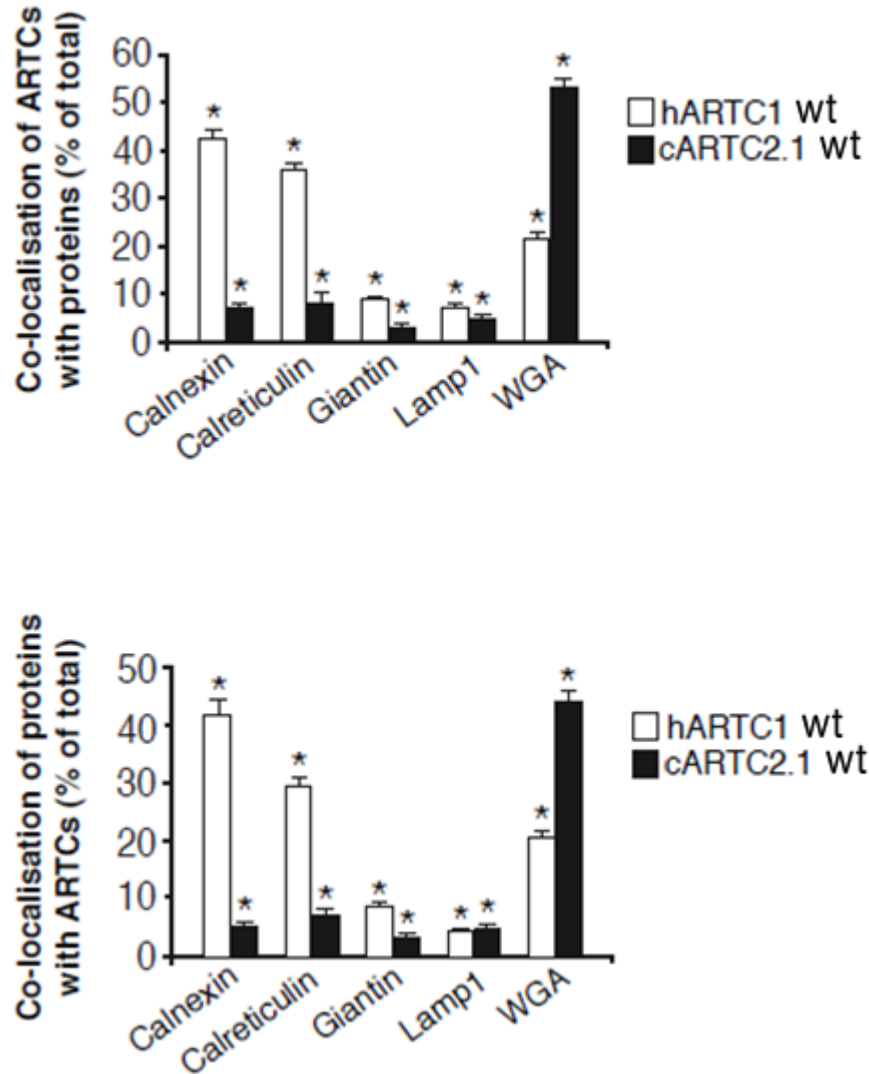 Co-localisation of ARTCs
with proteins (% of total)
60
50
40
30
20
10
0
* * * * * * * * * *
Calnexin
Calreticulin
Giantin
Lamp1
WGA
hARTC1 wt
cARTC2.1 wt
Co-localisation of proteins
with ARTCs (% of total)
50
40
30
20
10
0
* * * * * * * * * *
Calnexin
Calreticulin
Giantin
Lamp1
WGA
hARTC1 wt
cARTC2.1 wt